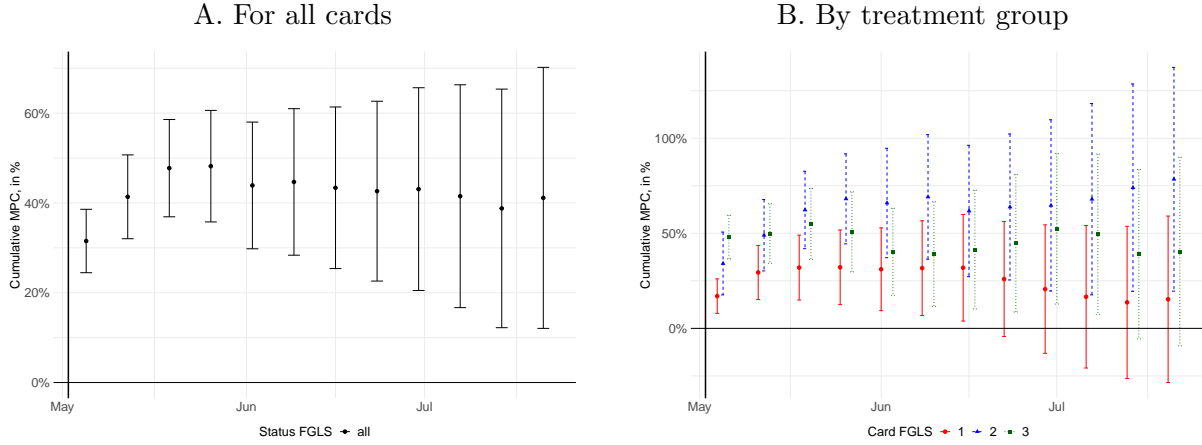 A. For all cards
Cumulative MPC, in %
60%
40%
20%
0%
May
Jun
Jul
Status FGLS
all
B. By treatment group
Cumulative MPC, in %
100%
50%
0%
May
Jun
Jul
Card FGLS
1
2
3